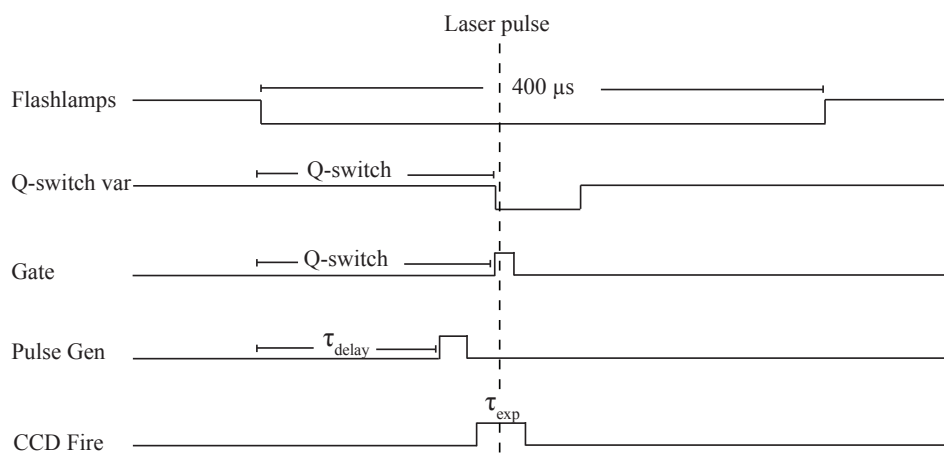 Laser pulse
Flashlamps
400 µs
Q-switch var
Q-switch
Gate
Q-switch
Pulse Gen
τdelay
τexp
CCD Fire